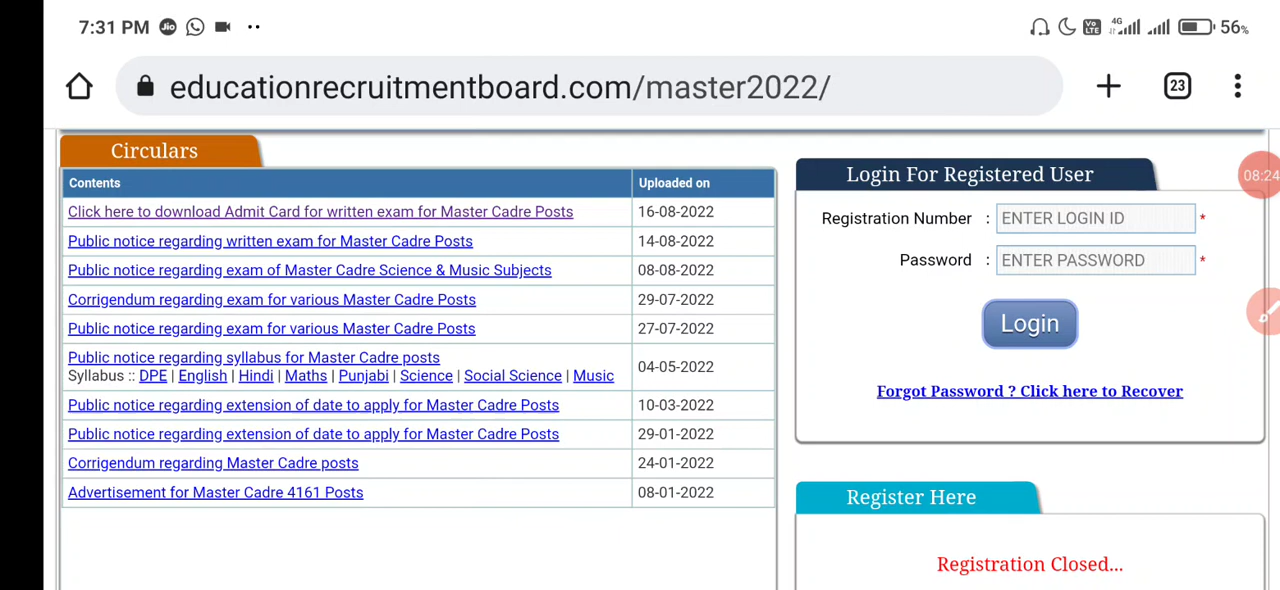 7:31 PM Jio
Vo LTE 4G 56%
educationrecruitmentboard.com/master2022/
23
Circulars
Contents Uploaded on
Click here to download Admit Card for written exam for Master Cadre Posts 16-08-2022
Public notice regarding written exam for Master Cadre Posts 14-08-2022
Public notice regarding exam of Master Cadre Science & Music Subjects 08-08-2022
Corrigendum regarding exam for various Master Cadre Posts 29-07-2022
Public notice regarding exam for various Master Cadre Posts 27-07-2022
Public notice regarding syllabus for Master Cadre posts
Syllabus :: DPE | English | Hindi | Maths | Punjabi | Science | Social Science | Music 04-05-2022
Public notice regarding extension of date to apply for Master Cadre Posts 10-03-2022
Public notice regarding extension of date to apply for Master Cadre Posts 29-01-2022
Corrigendum regarding Master Cadre posts 24-01-2022
Advertisement for Master Cadre 4161 Posts 08-01-2022
Login For Registered User
Registration Number : ENTER LOGIN ID *
Password : ENTER PASSWORD *
Login
Forgot Password ? Click here to Recover
Register Here
Registration Closed...
08:24